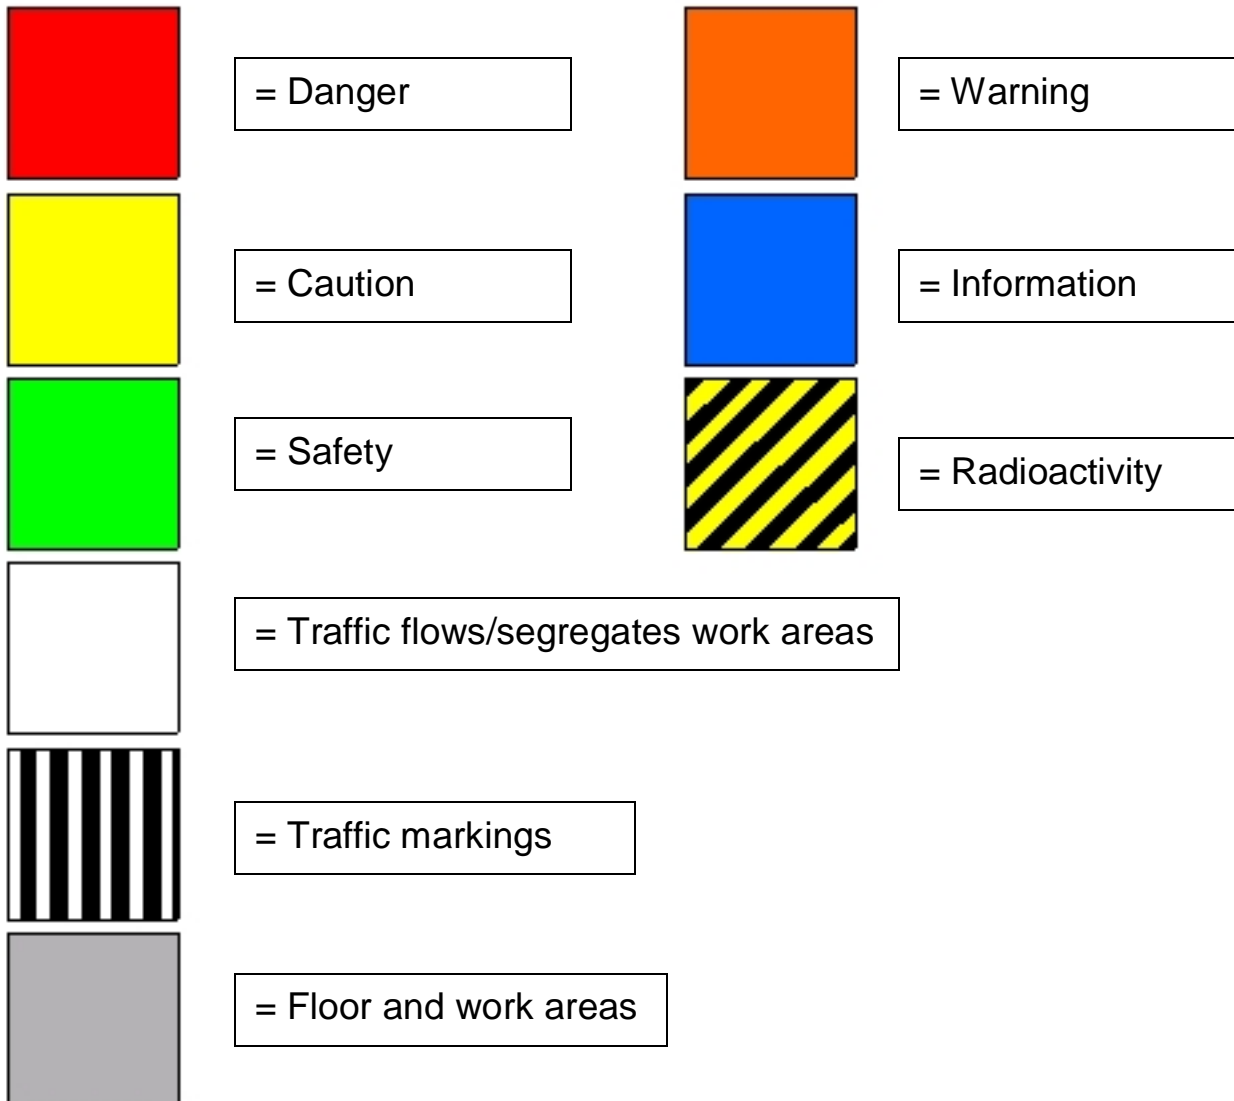 = Danger
= Warning
= Caution
= Information
= Safety
= Radioactivity
= Traffic flows/segregates work areas
= Traffic markings
= Floor and work areas